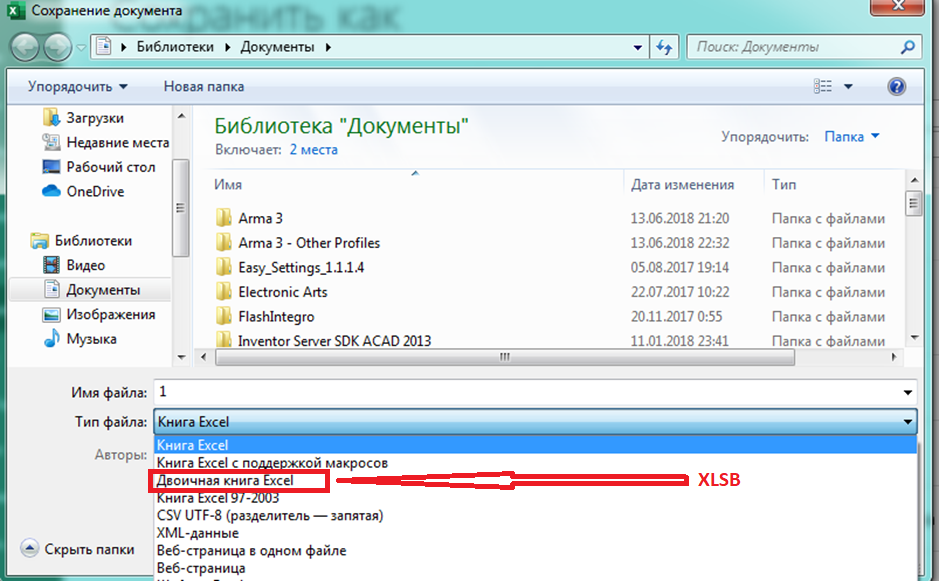 Сохранить как
Сохранение документа
Библиотеки
Документы
Поиск: Документы
Упорядочить
Новая папка
Загрузки
Недавние места
Рабочий стол
OneDrive
Библиотеки
Видео
Документы
Изображения
Музыка
Библиотека "Документы"
Включает: 2 места
Упорядочить:
Папка
Имя Дата изменения Тип
Arma 3 13.06.2018 21:20 Папка с файлами
Arma 3 - Other Profiles 13.06.2018 22:32 Папка с файлами
Easy_Settings_1.1.1.4 05.08.2017 19:14 Папка с файлами
Electronic Arts 22.07.2017 10:22 Папка с файлами
FlashIntegro 20.11.2017 0:55 Папка с файлами
Inventor Server SDK ACAD 2013 11.01.2018 23:41 Папка с файлами
Имя файла: 1
Тип файла: Книга Excel
Авторы:
Книга Excel
Книга Excel с поддержкой макросов
Двоичная книга Excel
XLSB
Книга Excel 97-2003
CSV UTF-8 (разделитель — запятая)
XML-данные
Веб-страница в одном файле
Веб-страница
Скрыть папки